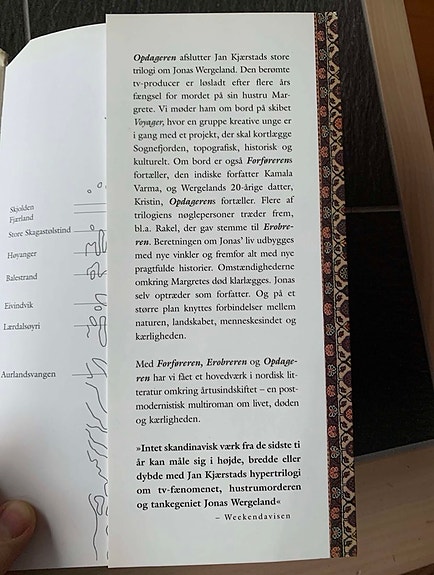 Skjolden
Fjærland
Store Skagastølstind
Høyanger
Balestrand
Eivindvik
Lærdalsøyri
Aurlandsvangen
Opdageren afslutter Jan Kjærstads store
trilogi om Jonas Wergeland. Den berømte
tv-producer er løsladt efter flere års
fængsel for mordet på sin hustru Mar-
grete. Vi møder ham om bord på skibet
Voyager, hvor en gruppe kreative unge er
i gang med et projekt, der skal kortlægge
Sognefjorden, topografisk, historisk og
kulturelt. Om bord er også Forførerens
fortæller, den indiske forfatter Kamala
Varma, og Wergelands 20-årige datter,
Kristin, Opdagerens fortæller. Flere af
trilogiens nøglepersoner træder frem,
bl.a. Rakel, der gav stemme til Erobre-
ren. Beretningen om Jonas' liv udbygges
med nye vinkler og fremfor alt med nye
pragtfulde historier. Omstændighederne
omkring Margretes død klarlægges. Jonas
selv optræder som forfatter. Og på et
større plan knyttes forbindelser mellem
naturen, landskabet, menneskesindet og
kærligheden.
Med Forføreren, Erobreren og Opdage-
ren har vi fået et hovedværk i nordisk lit-
teratur omkring årtusindskiftet – en post-
modernistisk multiroman om livet, døden
og kærligheden.
»Intet skandinavisk værk fra de sidste ti
år kan måle sig i højde, bredde eller
dybde med Jan Kjærstads hypertrilogi
om tv-fænomenet, hustrumorderen
og tankegeniet Jonas Wergeland«
– Weekendavisen